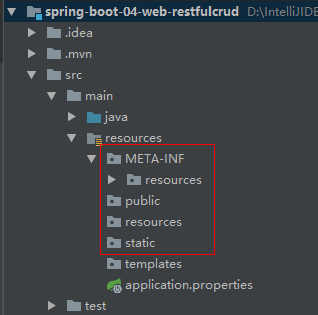 spring-boot-04-web-restfulcrud D:\IntelliJIDE
.idea
.mvn
src
main
java
resources
META-INF
resources
public
resources
static
templates
application.properties
test